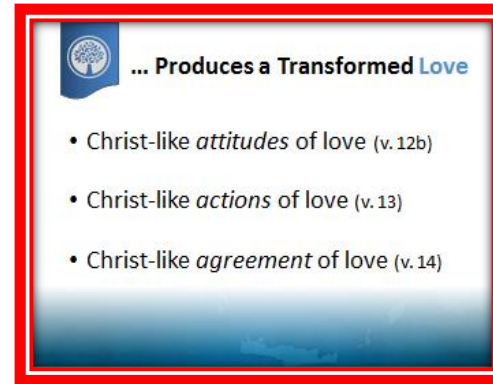 ... Produces a Transformed Love
• Christ-like attitudes of love (v. 12b)
• Christ-like actions of love (v. 13)
• Christ-like agreement of love (v. 14)